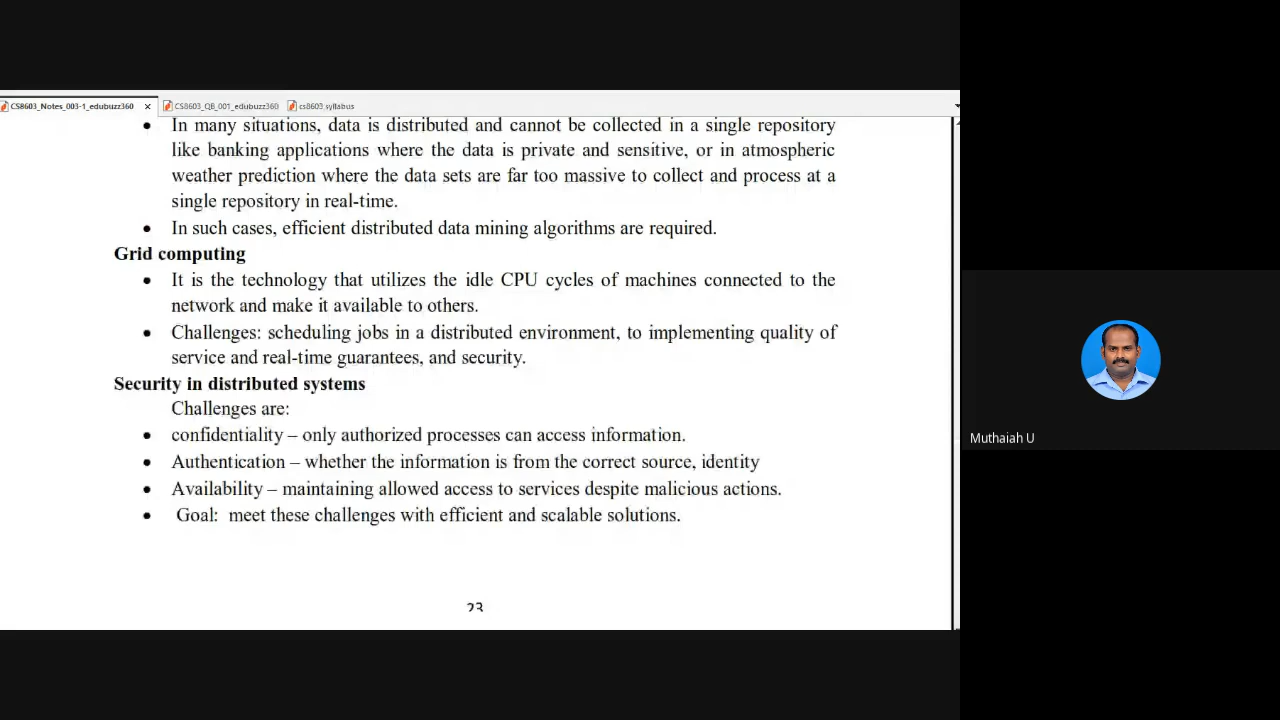 CS8603_Notes_003-1_edubuzz360
CS8603_QB_001_edubuzz360
cs8603 syllabus
• In many situations, data is distributed and cannot be collected in a single repository
like banking applications where the data is private and sensitive, or in atmospheric
weather prediction where the data sets are far too massive to collect and process at a
single repository in real-time.
• In such cases, efficient distributed data mining algorithms are required.
Grid computing
• It is the technology that utilizes the idle CPU cycles of machines connected to the
network and make it available to others.
• Challenges: scheduling jobs in a distributed environment, to implementing quality of
service and real-time guarantees, and security.
Security in distributed systems
Challenges are:
• confidentiality – only authorized processes can access information.
• Authentication – whether the information is from the correct source, identity
• Availability – maintaining allowed access to services despite malicious actions.
• Goal: meet these challenges with efficient and scalable solutions.
23
Muthaiah U